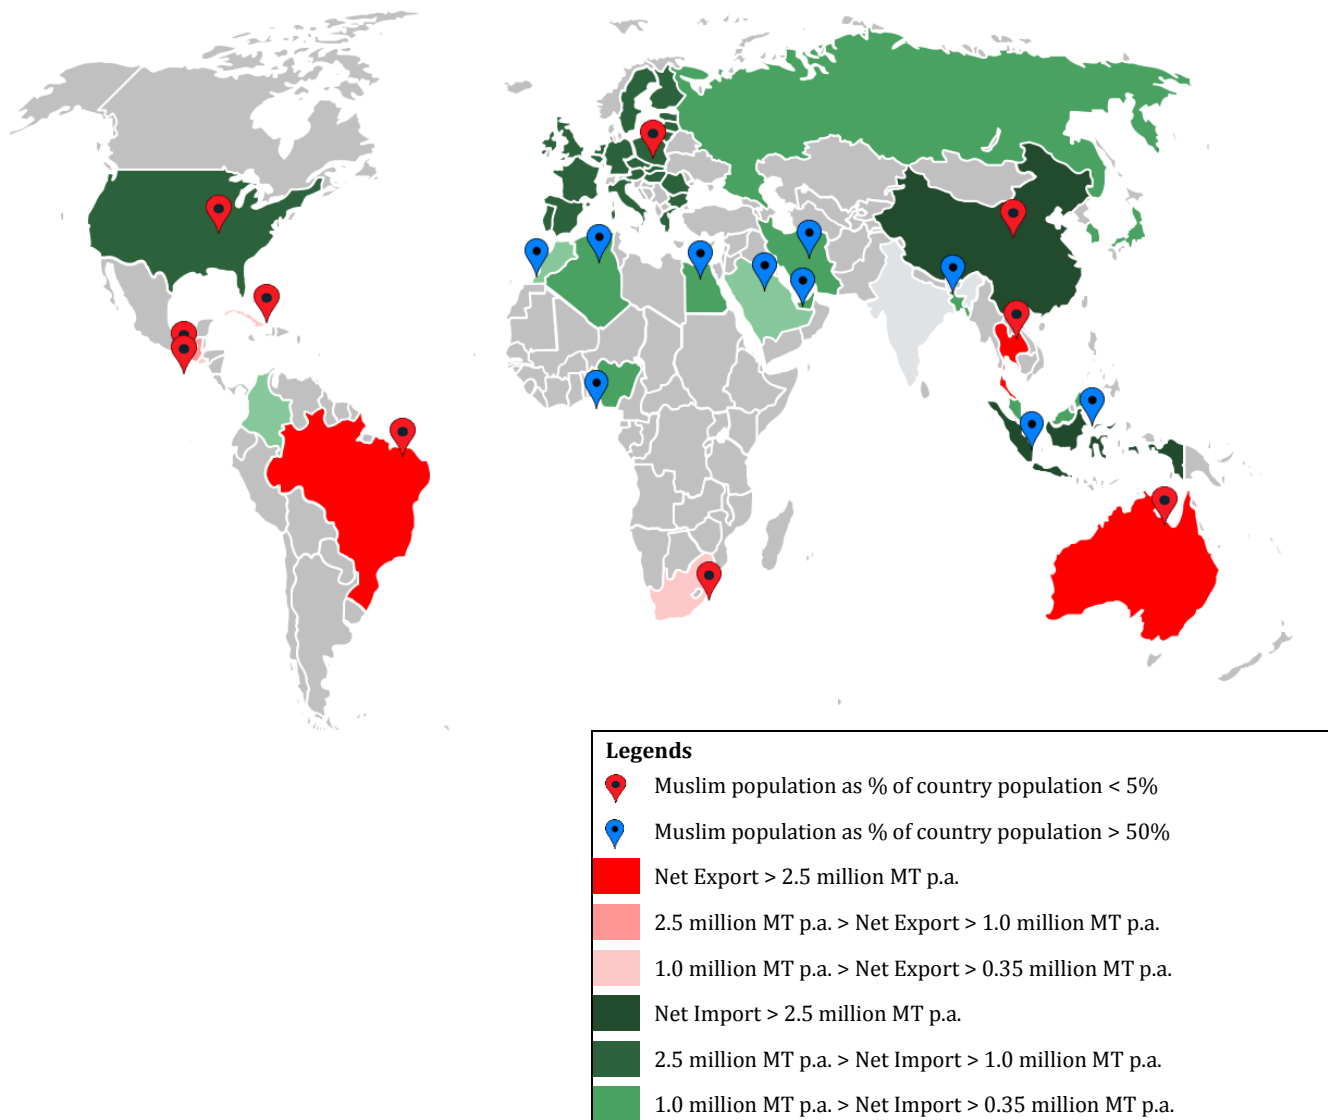 Legends
Muslim population as % of country population < 5%
Muslim population as % of country population > 50%
Net Export > 2.5 million MT p.a.
2.5 million MT p.a. > Net Export > 1.0 million MT p.a.
1.0 million MT p.a. > Net Export > 0.35 million MT p.a.
Net Import > 2.5 million MT p.a.
2.5 million MT p.a. > Net Import > 1.0 million MT p.a.
1.0 million MT p.a. > Net Import > 0.35 million MT p.a.